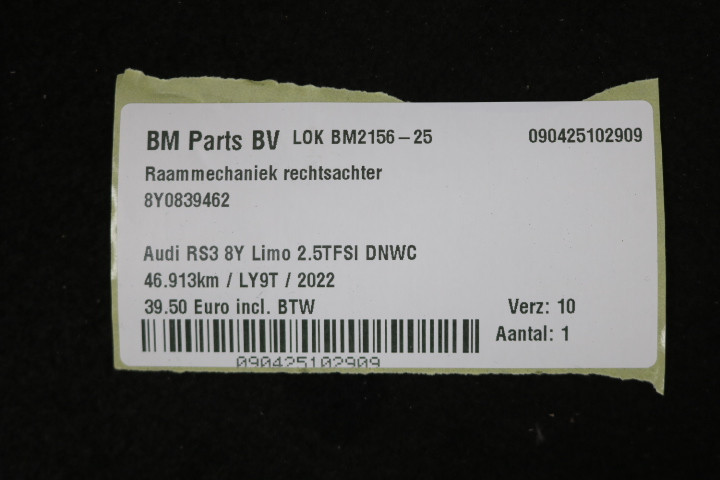 BM Parts BV LOK BM2156-25 090425102909
Raammechaniek rechtsachter
8Y0839462
Audi RS3 8Y Limo 2.5TFSI DNWC
46.913km / LY9T / 2022
39.50 Euro incl. BTW Verz: 10
Aantal: 1
090425102909